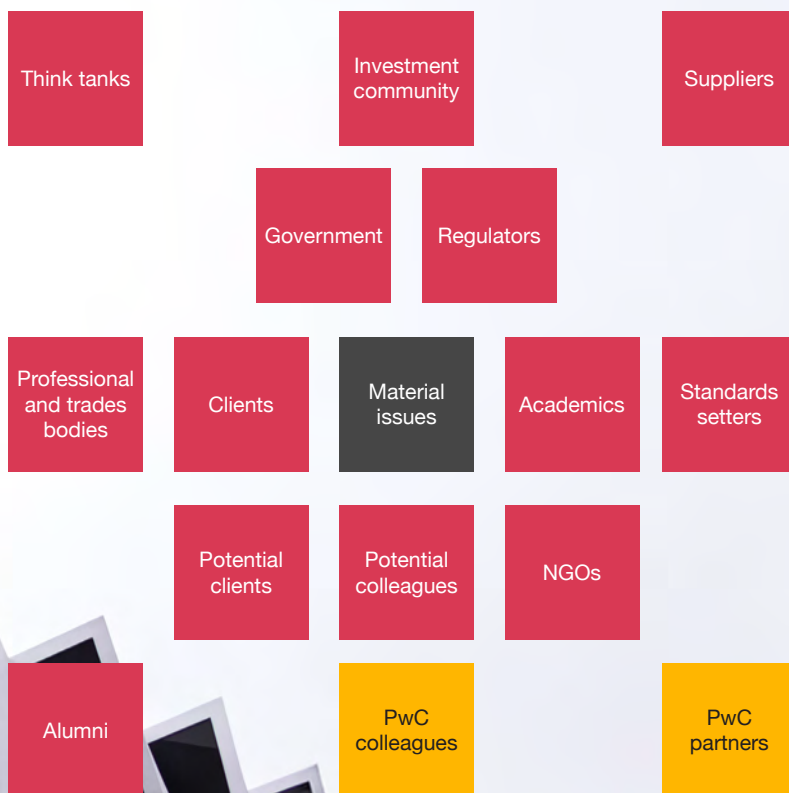 Think tanks
Investment
community
Suppliers
Government
Regulators
Professional
and trades
bodies
Clients
Material
issues
Academics
Standards
setters
Potential
clients
Potential
colleagues
NGOs
Alumni
PwC
colleagues
PwC
partners